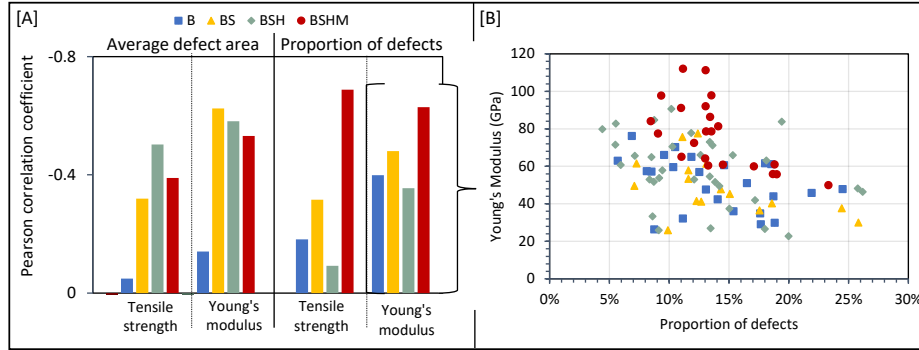 [A]
B BS BSH BSHM
Average defect area
Proportion of defects
Pearson correlation coefficient
-0.8
-0.4
0
Tensile strength
Young's modulus
Tensile strength
Young's modulus
[B]
Young's Modulus (GPa)
120
100
80
60
40
20
0
0% 5% 10% 15% 20% 25% 30%
Proportion of defects